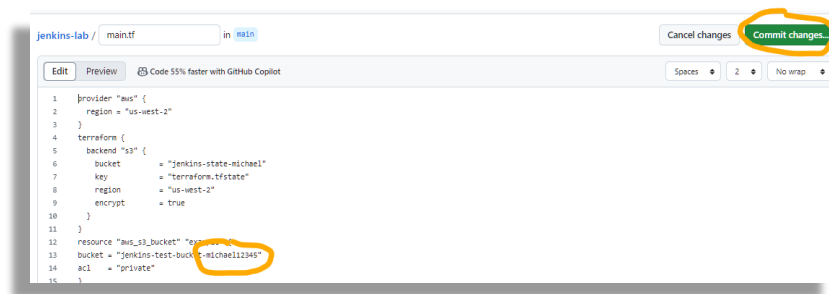 jenkins-lab / main.tf in main Cancel changes Commit changes...
Edit Preview Code 55% faster with GitHub Copilot Spaces 2 No wrap
1 provider "aws" {
2 region = "us-west-2"
3 }
4 terraform {
5 backend "s3" {
6 bucket = "jenkins-state-michael"
7 key = "terraform.tfstate"
8 region = "us-west-2"
9 encrypt = true
10 }
11 }
12 resource "aws_s3_bucket" {
13 bucket = "jenkins-test-bucket-michael12345"
14 acl = "private"
15 }